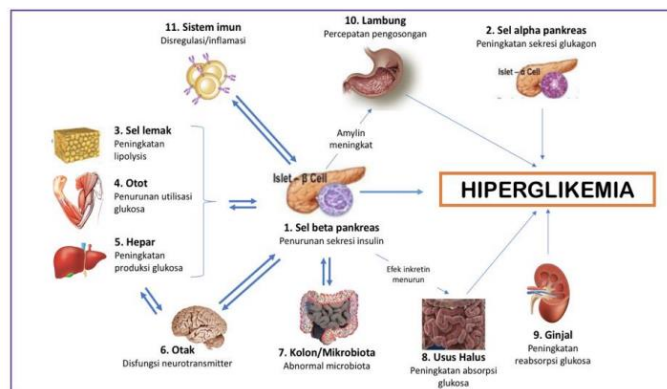 11. Sistem imun
Disregulasi/inflamasi
10. Lambung
Percepatan pengosongan
2. Sel alpha pankreas
Peningkatan sekresi glukagon
Islet – α Cell
3. Sel lemak
Peningkatan
lipolysis
Amylin
meningkat
4. Otot
Penurunan utilisasi
glukosa
Islet – β Cell
HIPERGLIKEMIA
5. Hepar
Peningkatan
produksi glukosa
1. Sel beta pankreas
Penurunan sekresi insulin
Efek inkretin
menurun
6. Otak
Disfungsi neurotransmitter
7. Kolon/Mikrobiota
Abnormal microbiota
8. Usus Halus
Peningkatan absorpsi
glukosa
9. Ginjal
Peningkatan
reabsorpsi glukosa